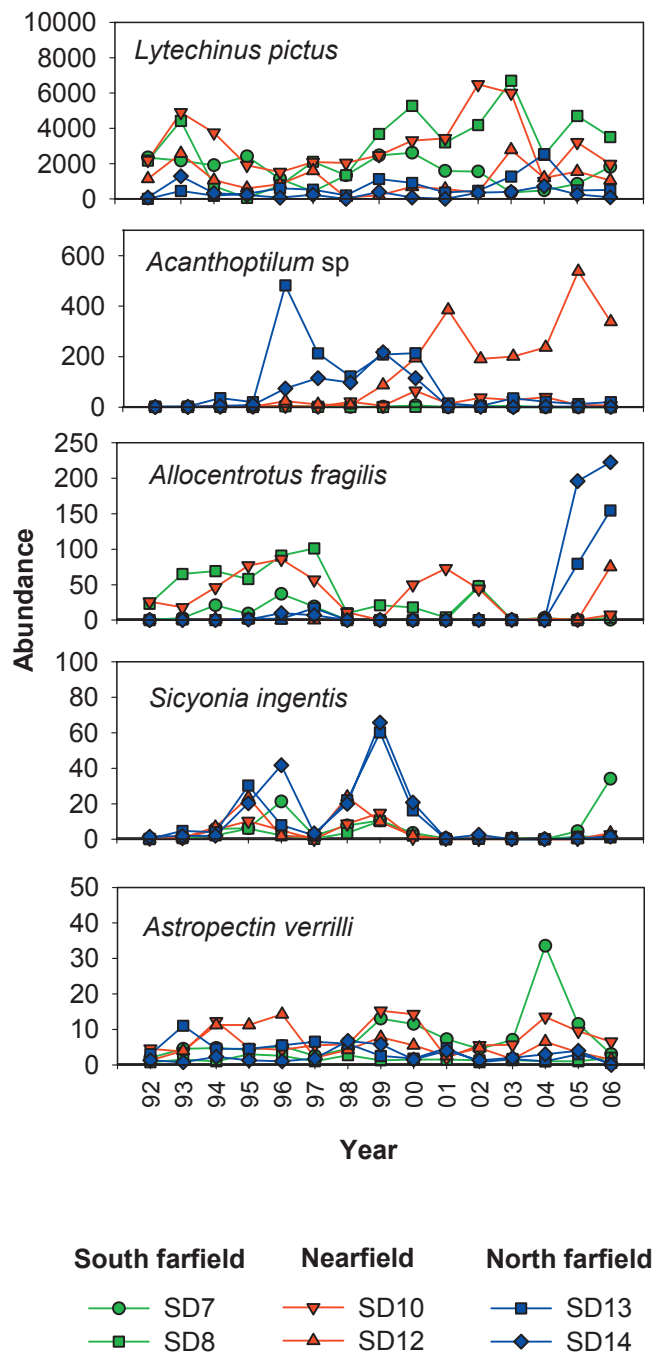 Lytechinus pictus
10000
8000
6000
4000
2000
0
Acanthoptilum sp
600
400
200
0
Allocentrotus fragilis
250
200
150
100
50
0
Abundance
Sicyonia ingentis
100
80
60
40
20
0
Astropectin verrilli
50
40
30
20
10
0
92 93 94 95 96 97 98 99 00 01 02 03 04 05 06
Year
South farfield Nearfield North farfield
SD7 SD10 SD13
SD8 SD12 SD14